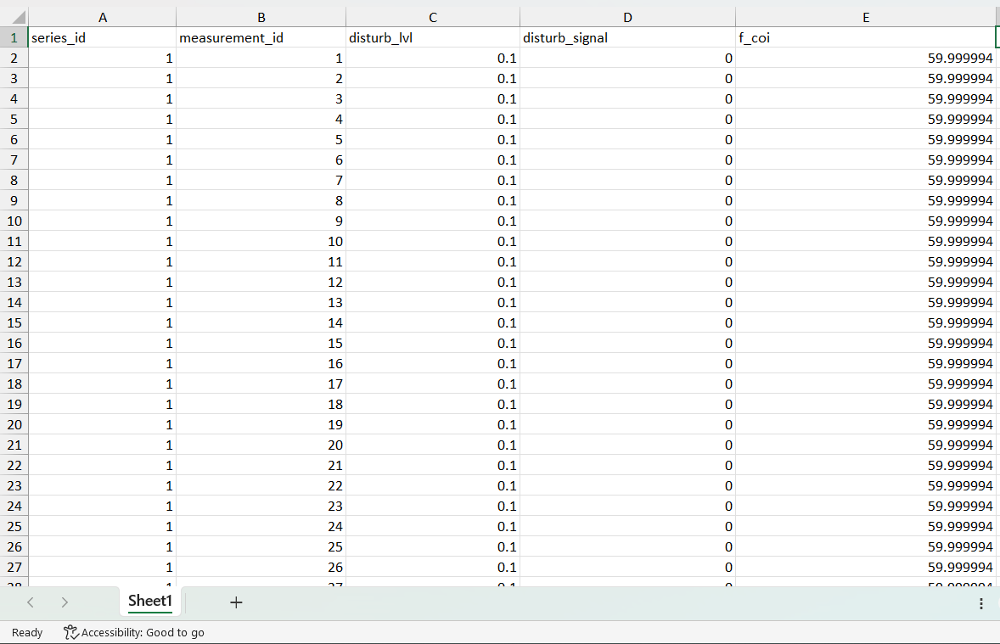 A B C D E
1 series_id measurement_id disturb_lvl disturb_signal f_coi
2 1 1 0.1 0 59.999994
3 1 2 0.1 0 59.999994
4 1 3 0.1 0 59.999994
5 1 4 0.1 0 59.999994
6 1 5 0.1 0 59.999994
7 1 6 0.1 0 59.999994
8 1 7 0.1 0 59.999994
9 1 8 0.1 0 59.999994
10 1 9 0.1 0 59.999994
11 1 10 0.1 0 59.999994
12 1 11 0.1 0 59.999994
13 1 12 0.1 0 59.999994
14 1 13 0.1 0 59.999994
15 1 14 0.1 0 59.999994
16 1 15 0.1 0 59.999994
17 1 16 0.1 0 59.999994
18 1 17 0.1 0 59.999994
19 1 18 0.1 0 59.999994
20 1 19 0.1 0 59.999994
21 1 20 0.1 0 59.999994
22 1 21 0.1 0 59.999994
23 1 22 0.1 0 59.999994
24 1 23 0.1 0 59.999994
25 1 24 0.1 0 59.999994
26 1 25 0.1 0 59.999994
27 1 26 0.1 0 59.999994
Sheet1
Ready Accessibility: Good to go